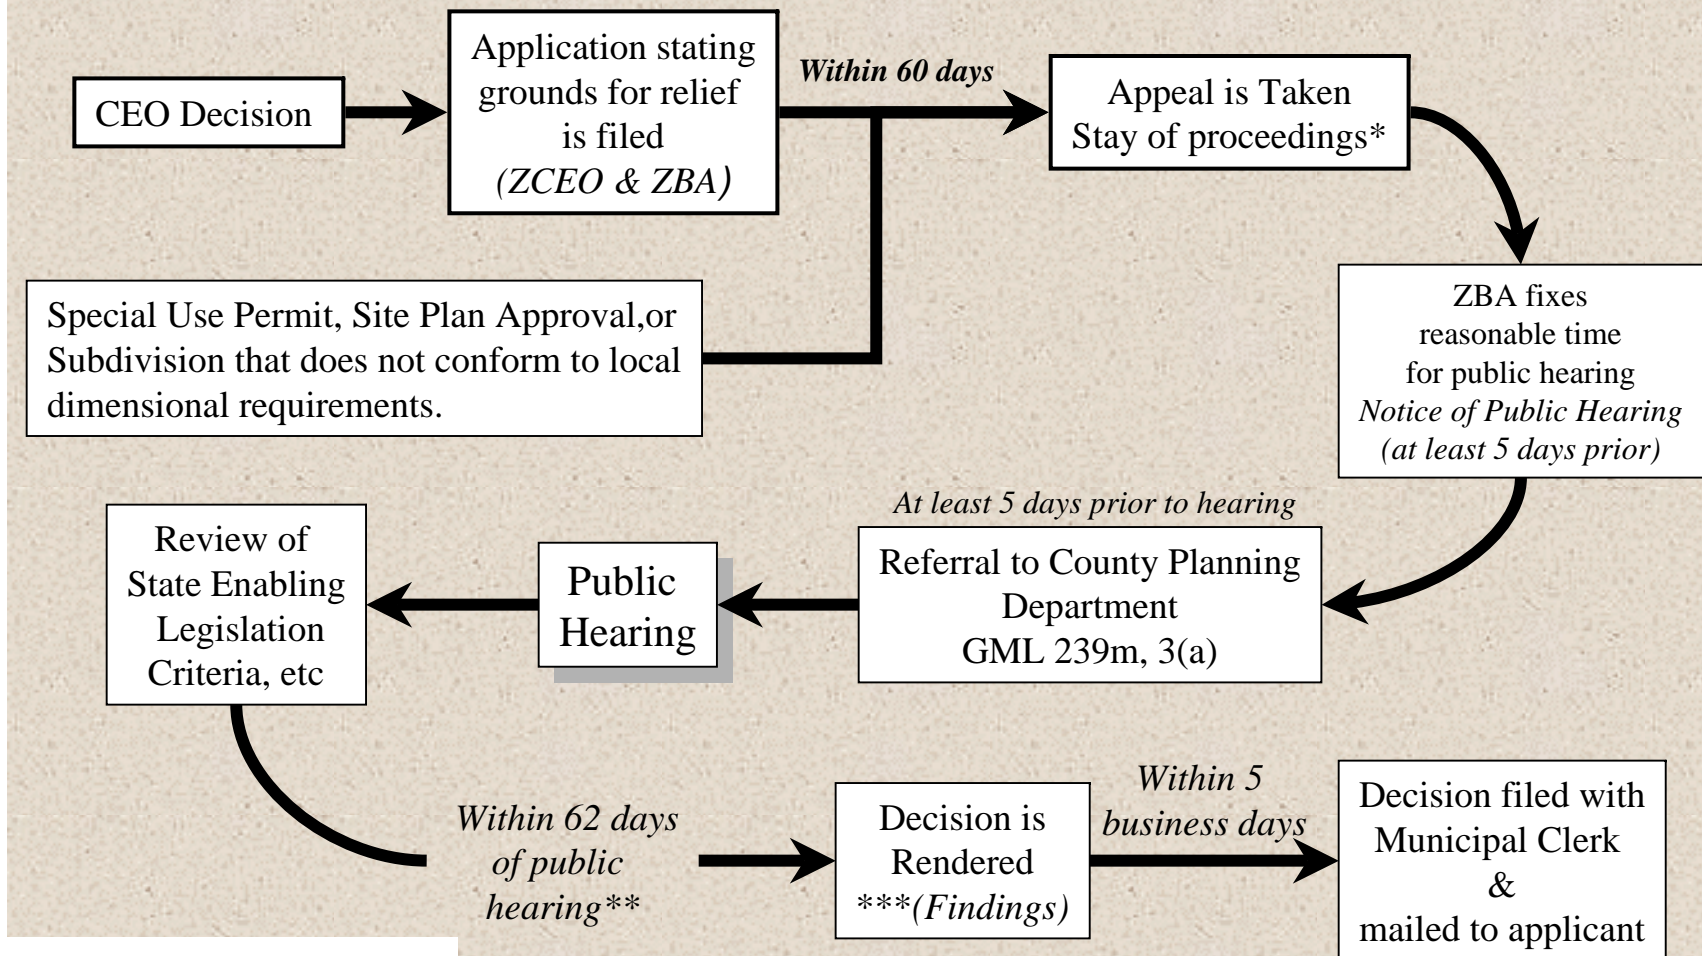 CEO Decision
Application stating
grounds for relief
is filed
(ZCEO & ZBA)
Within 60 days
Appeal is Taken
Stay of proceedings*
Special Use Permit, Site Plan Approval,or
Subdivision that does not conform to local
dimensional requirements.
ZBA fixes
reasonable time
for public hearing
Notice of Public Hearing
(at least 5 days prior)
At least 5 days prior to hearing
Referral to County Planning
Department
GML 239m, 3(a)
Public
Hearing
Review of
State Enabling
Legislation
Criteria, etc
Within 62 days
of public
hearing**
Decision is
Rendered
***(Findings)
Within 5
business days
Decision filed with
Municipal Clerk
&
mailed to applicant